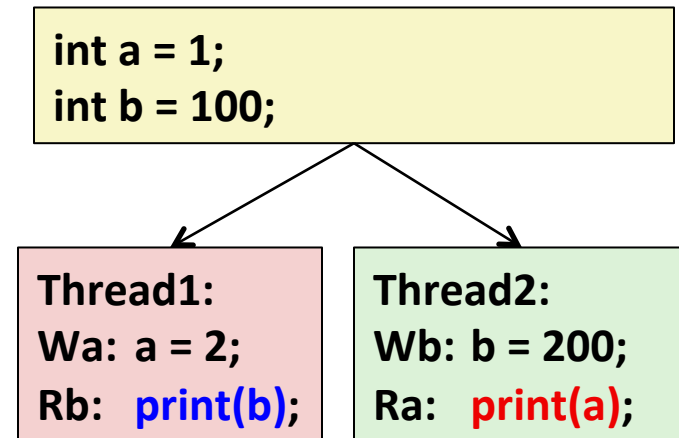 int a = 1;
int b = 100;
Thread1:
Wa: a = 2;
Rb: print(b);
Thread2:
Wb: b = 200;
Ra: print(a);